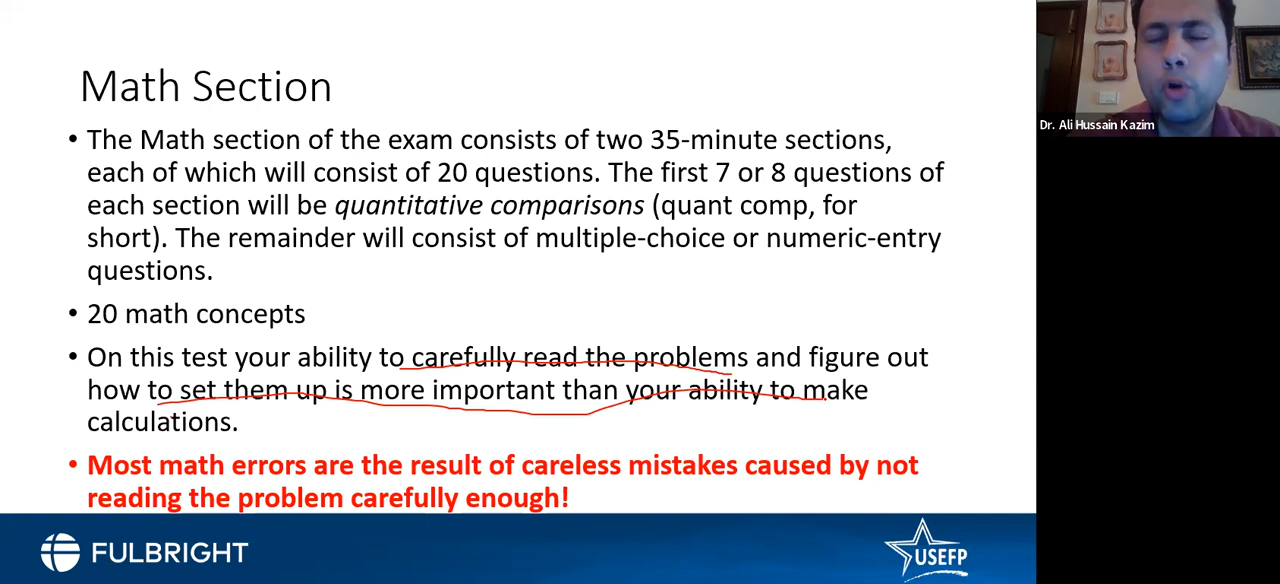 Math Section
• The Math section of the exam consists of two 35-minute sections,
each of which will consist of 20 questions. The first 7 or 8 questions of
each section will be quantitative comparisons (quant comp, for
short). The remainder will consist of multiple-choice or numeric-entry
questions.
• 20 math concepts
• On this test your ability to carefully read the problems and figure out
how to set them up is more important than your ability to make
calculations.
• Most math errors are the result of careless mistakes caused by not
reading the problem carefully enough!
FULBRIGHT
USEFP
Dr. Ali Hussain Kazim